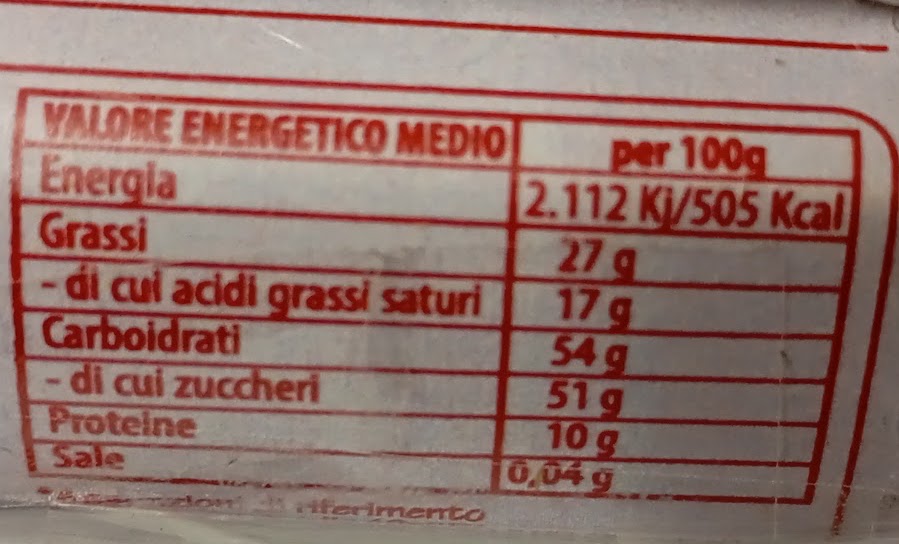 VALORE ENERGETICO MEDIO per 100g
Energia 2.112 Kj/505 Kcal
Grassi 27 g
- di cui acidi grassi saturi 17 g
Carboidrati 54 g
- di cui zuccheri 51 g
Proteine 10 g
Sale 0,04 g
riferimento